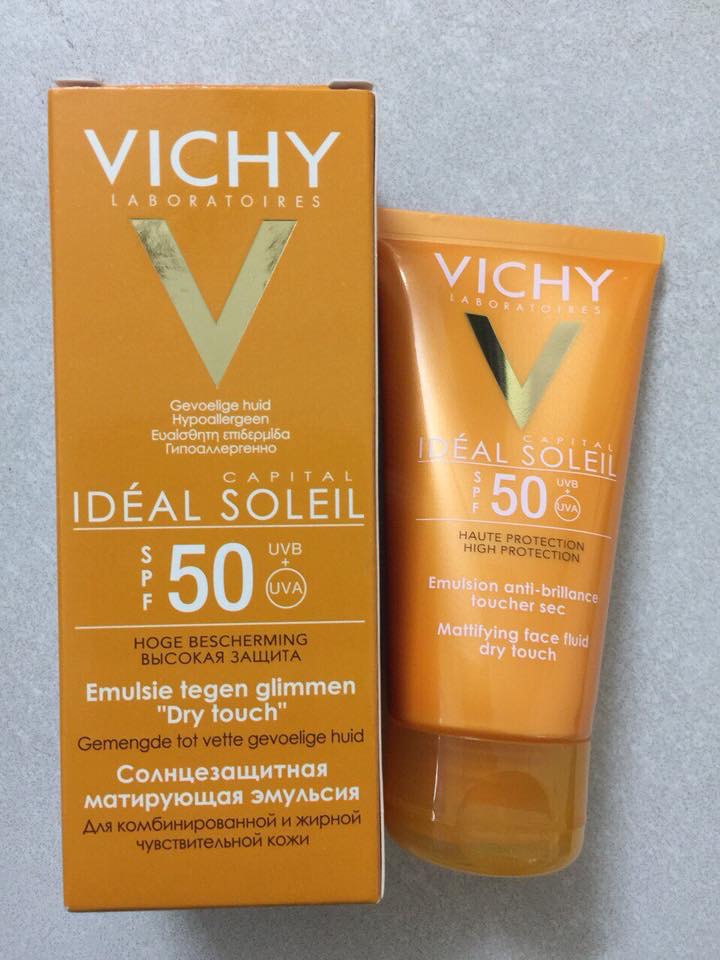 VICHY
LABORATOIRES
Gevoelige huid
Hypoallergeen
Ευαίσθητη επιδερμίδα
Гипоаллергенно
CAPITAL
IDÉAL SOLEIL
SPF 50 UVB + UVA
HOGE BESCHERMING
ВЫСОКАЯ ЗАЩИТА
Emulsie tegen glimmen
"Dry touch"
Gemengde tot vette gevoelige huid
Солнцезащитная
матирующая эмульсия
Для комбинированной и жирной
чувствительной кожи
VICHY
LABORATOIRES
CAPITAL
IDÉAL SOLEIL
SPF 50 UVB + UVA
HAUTE PROTECTION
HIGH PROTECTION
Emulsion anti-brillance
toucher sec
Mattifying face fluid
dry touch